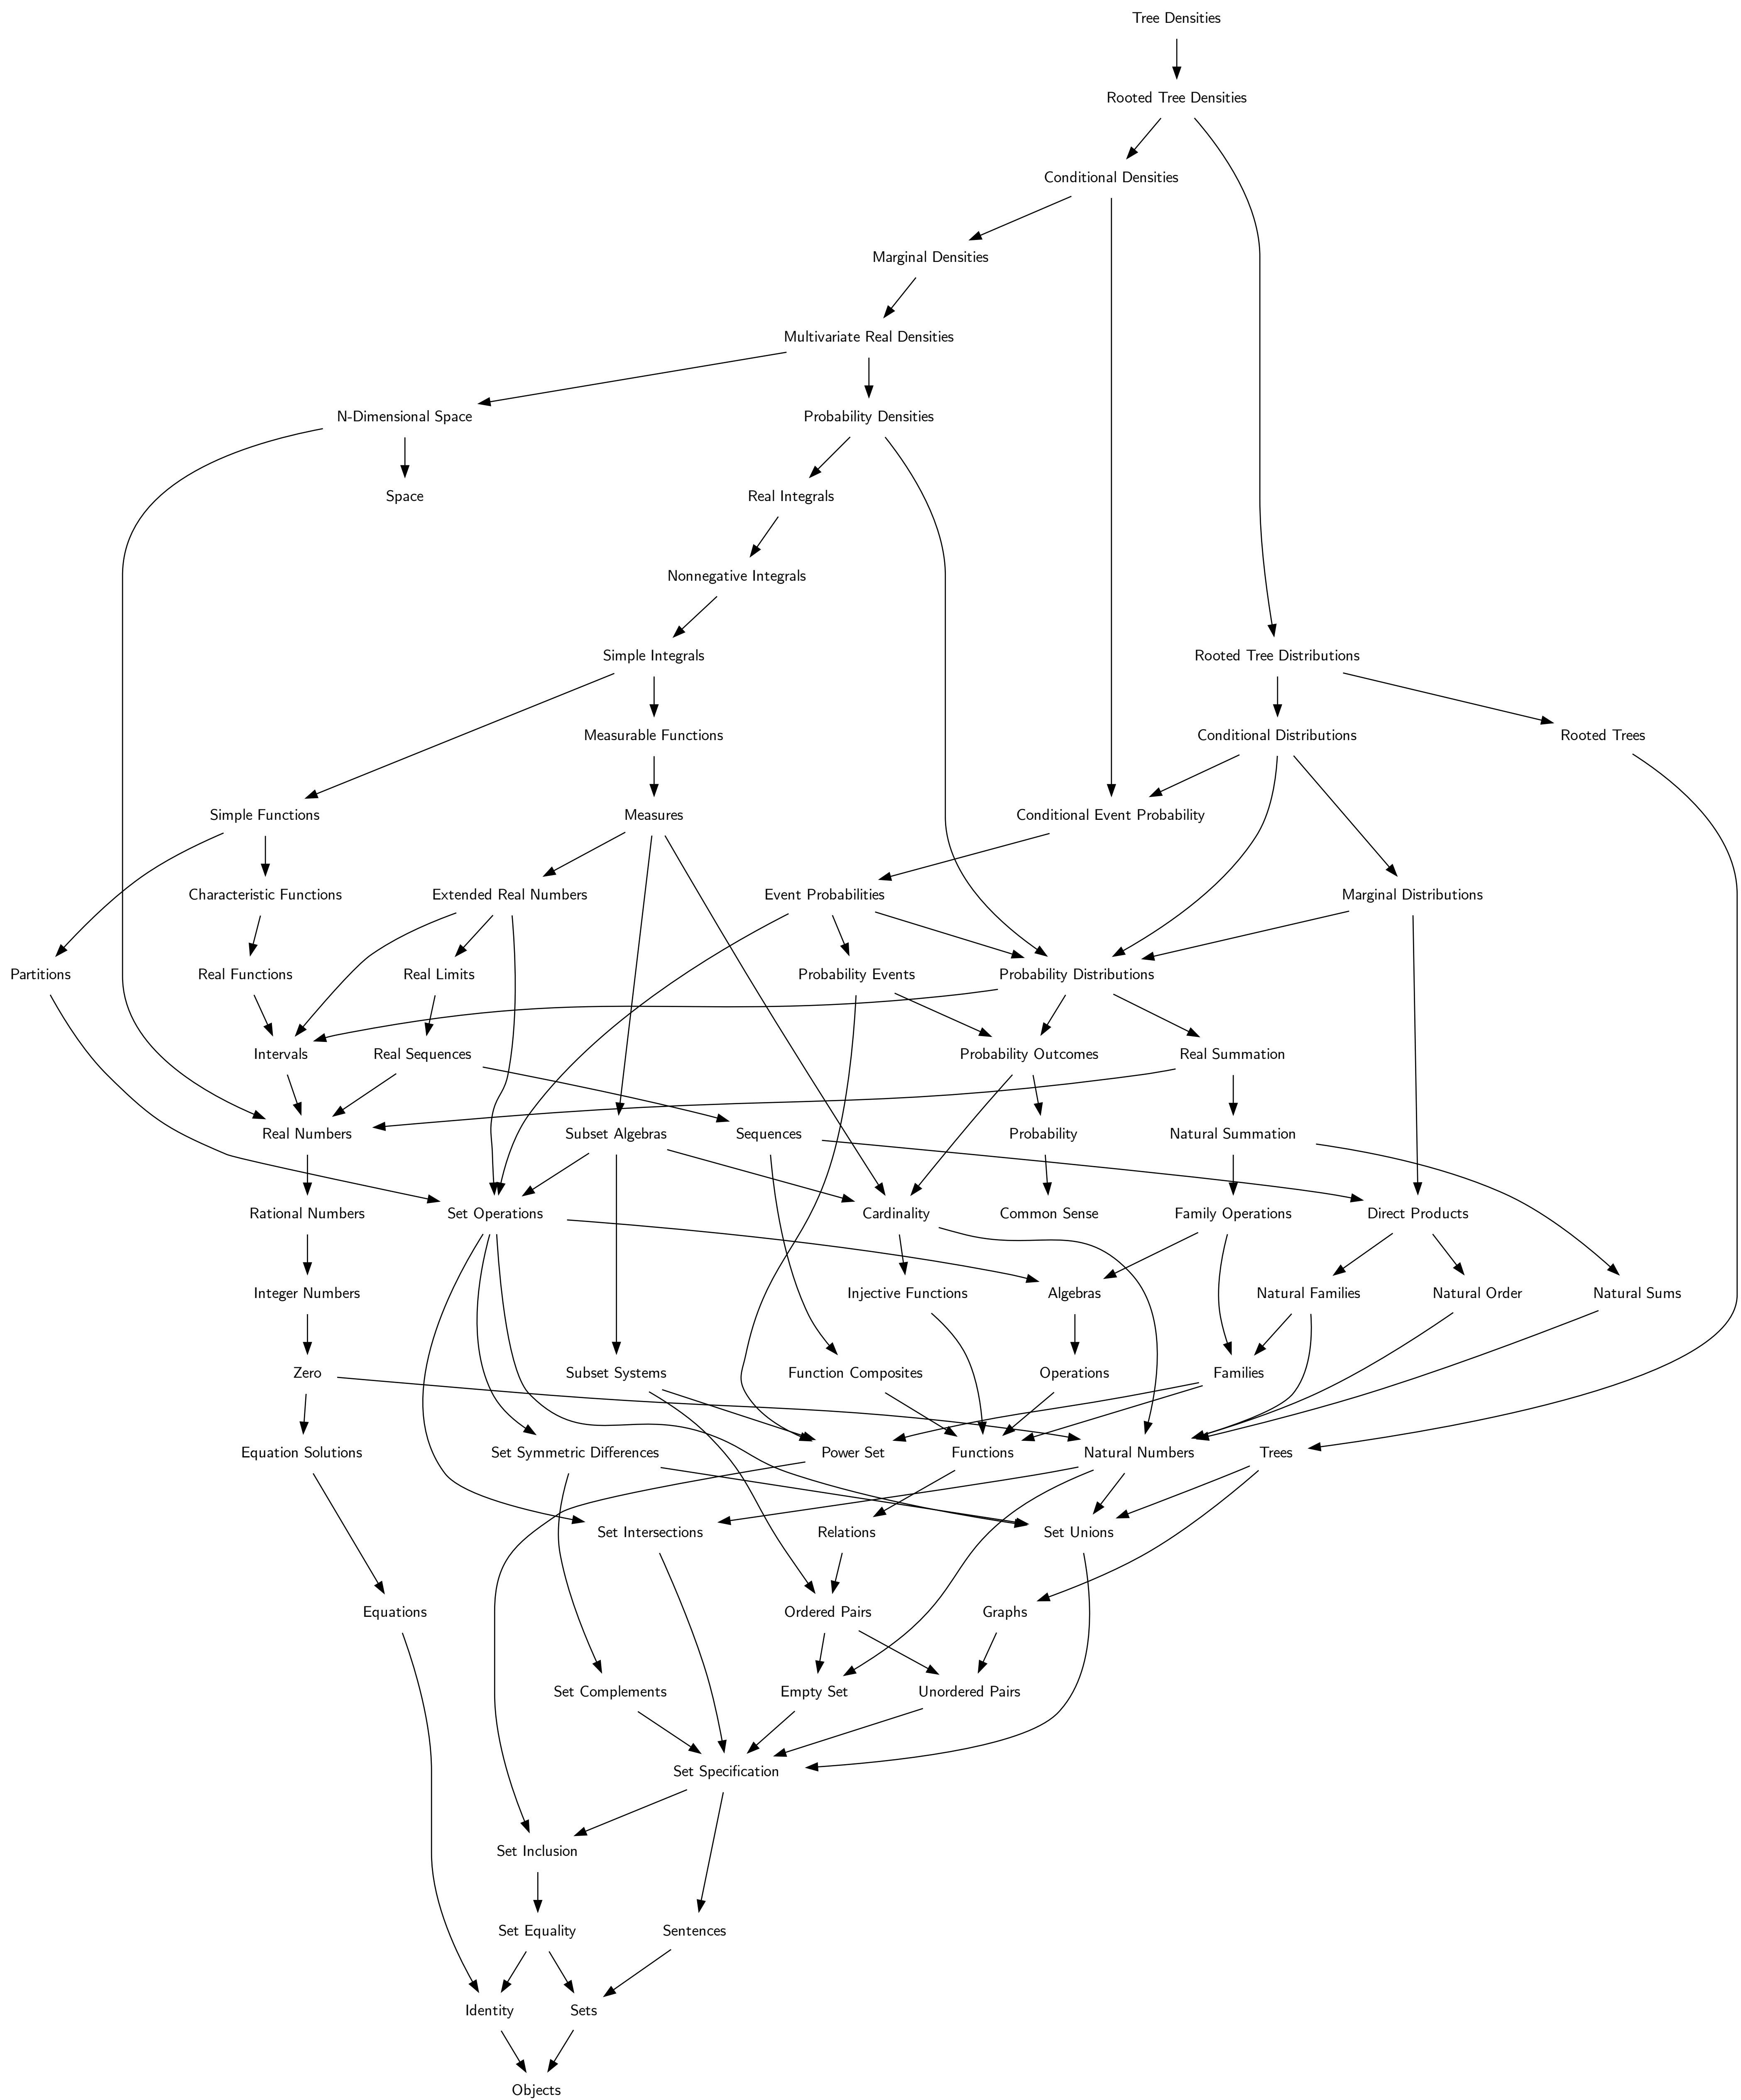 Tree Densities
Rooted Tree Densities
Conditional Densities
Marginal Densities
Multivariate Real Densities
N-Dimensional Space
Probability Densities
Space
Real Integrals
Nonnegative Integrals
Simple Integrals
Rooted Tree Distributions
Measurable Functions
Conditional Distributions
Rooted Trees
Simple Functions
Measures
Conditional Event Probability
Characteristic Functions
Extended Real Numbers
Event Probabilities
Marginal Distributions
Partitions
Real Functions
Real Limits
Probability Events
Probability Distributions
Intervals
Real Sequences
Probability Outcomes
Real Summation
Real Numbers
Subset Algebras
Sequences
Probability
Natural Summation
Rational Numbers
Set Operations
Cardinality
Common Sense
Family Operations
Direct Products
Integer Numbers
Injective Functions
Algebras
Natural Families
Natural Order
Natural Sums
Zero
Subset Systems
Function Composites
Operations
Families
Equation Solutions
Set Symmetric Differences
Power Set
Functions
Natural Numbers
Trees
Set Intersections
Relations
Set Unions
Equations
Ordered Pairs
Graphs
Set Complements
Empty Set
Unordered Pairs
Set Specification
Set Inclusion
Set Equality
Sentences
Identity
Sets
Objects